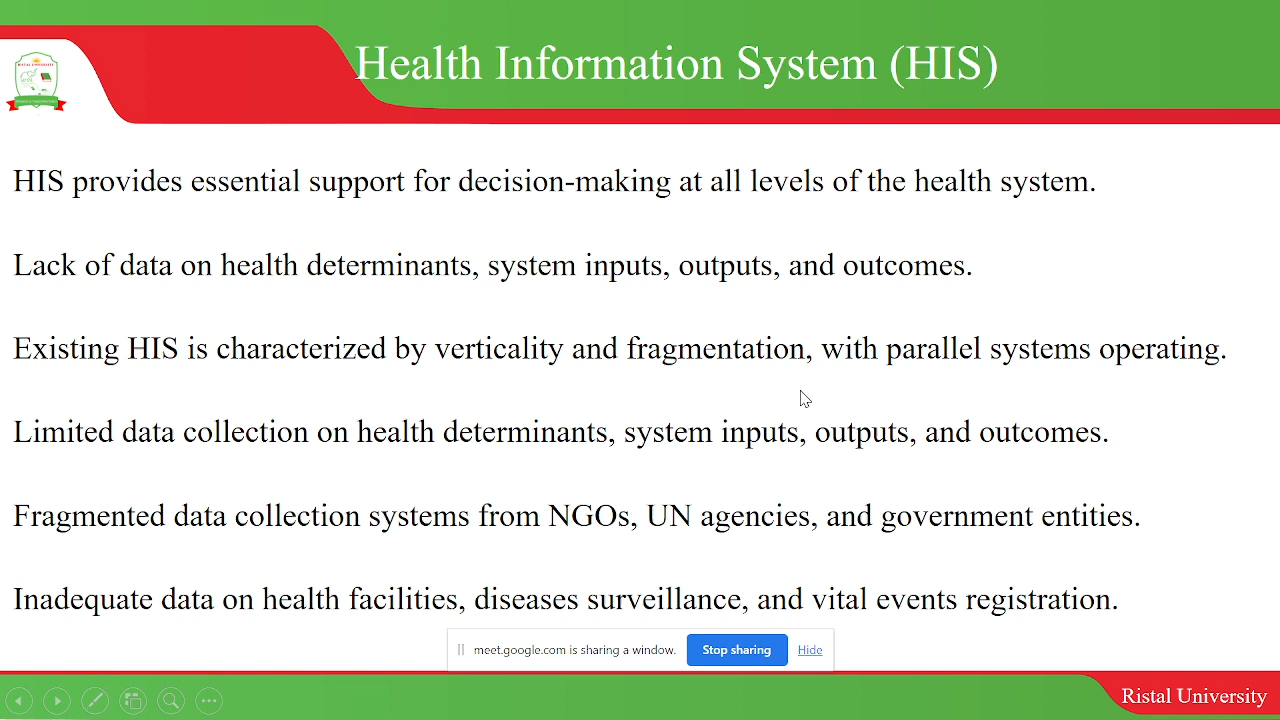 RISTAL UNIVERSITY
Health Information System (HIS)
HIS provides essential support for decision-making at all levels of the health system.
Lack of data on health determinants, system inputs, outputs, and outcomes.
Existing HIS is characterized by verticality and fragmentation, with parallel systems operating.
Limited data collection on health determinants, system inputs, outputs, and outcomes.
Fragmented data collection systems from NGOs, UN agencies, and government entities.
Inadequate data on health facilities, diseases surveillance, and vital events registration.
meet.google.com is sharing a window. Stop sharing Hide
Ristal University